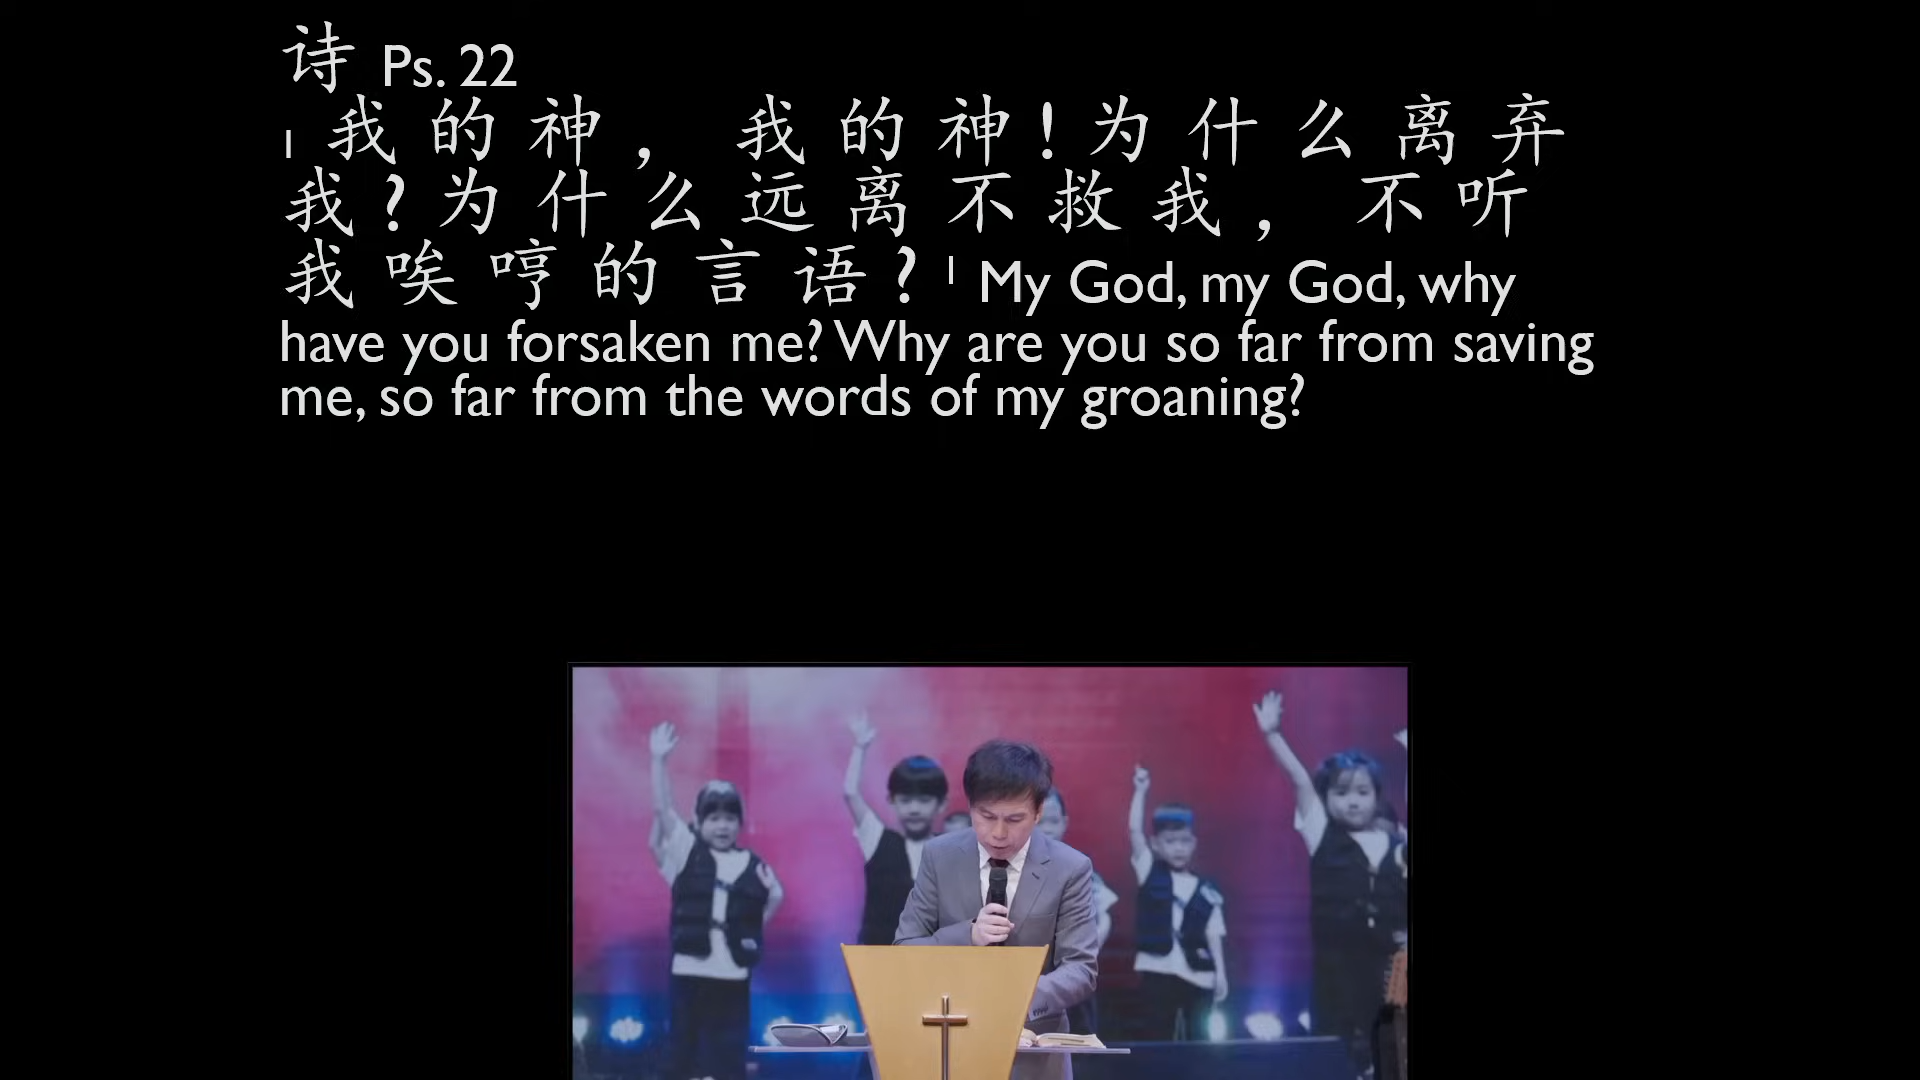 诗 Ps. 22
1 我的神，我的神！为什么离弃
我？为什么远离不救我，不听
我唉哼的言语？1 My God, my God, why
have you forsaken me? Why are you so far from saving
me, so far from the words of my groaning?